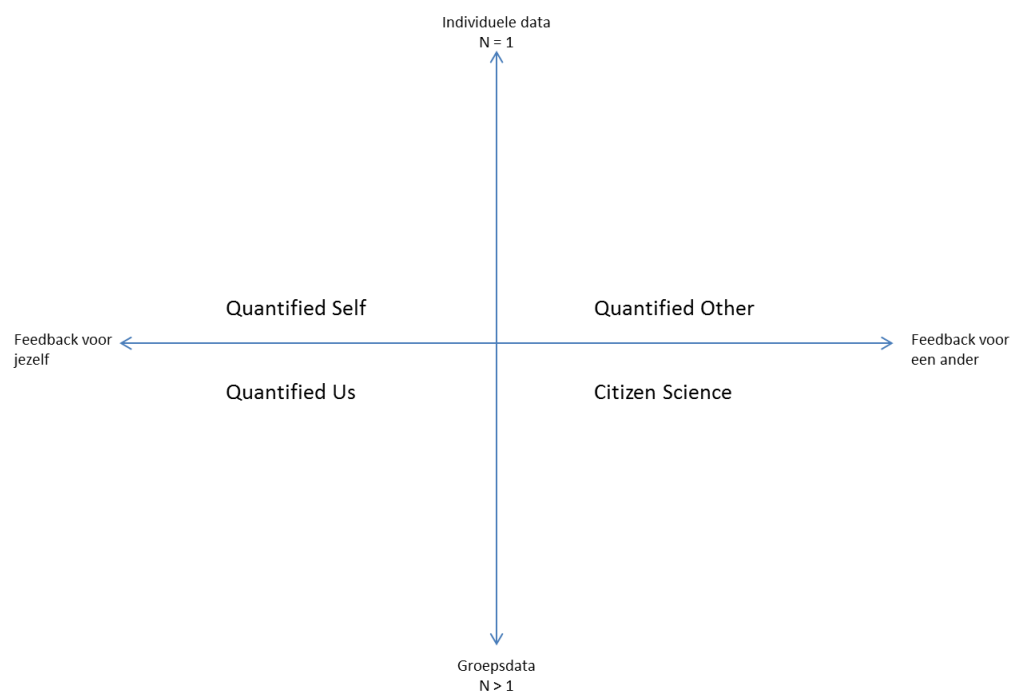 Individuele data
N = 1
Quantified Self
Quantified Other
Feedback voor
jezelf
Feedback voor
een ander
Quantified Us
Citizen Science
Groepsdata
N > 1